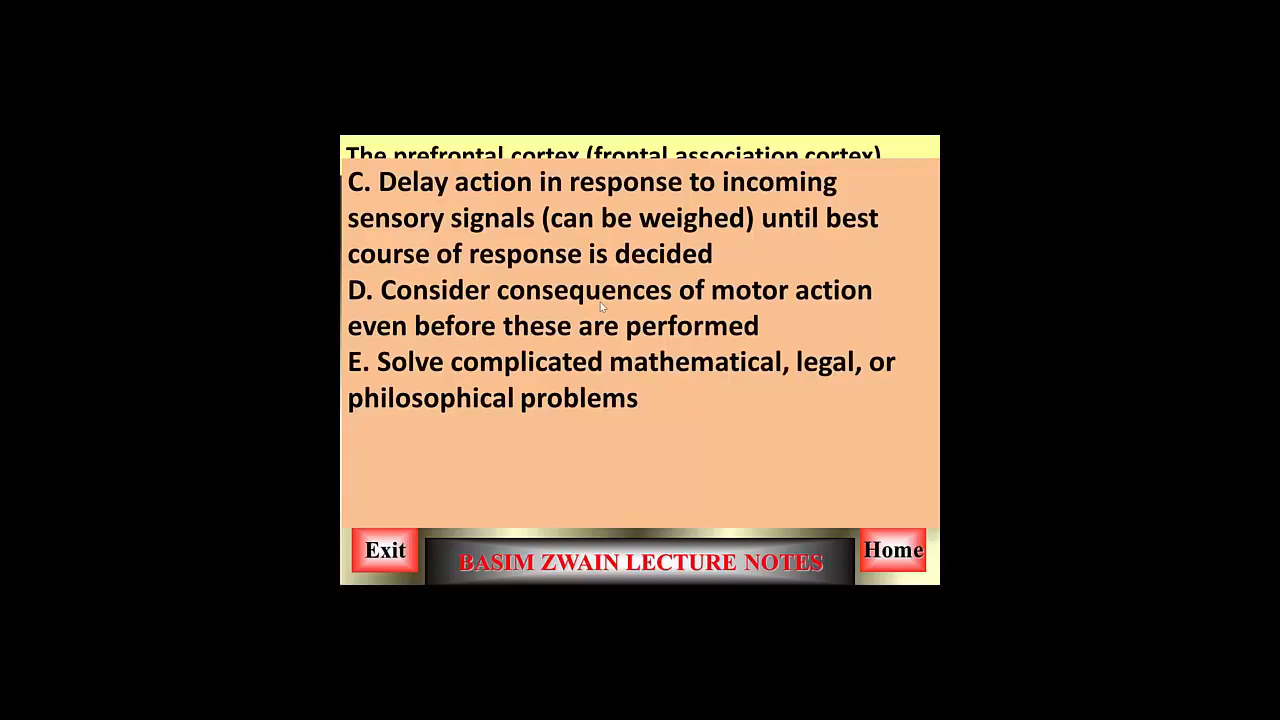 The prefrontal cortex (frontal association cortex)
C. Delay action in response to incoming
sensory signals (can be weighed) until best
course of response is decided
D. Consider consequences of motor action
even before these are performed
E. Solve complicated mathematical, legal, or
philosophical problems
Exit
BASIM ZWAIN LECTURE NOTES
Home